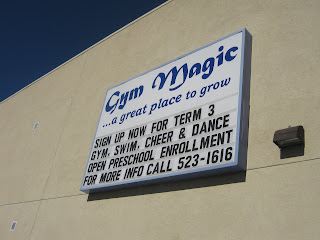 Gym Magic
...a great place to grow
SIGN UP NOW FOR TERM 3
GYM, SWIM, CHEER & DANCE
OPEN PRESCHOOL ENROLLMENT
FOR MORE INFO CALL 523-1616